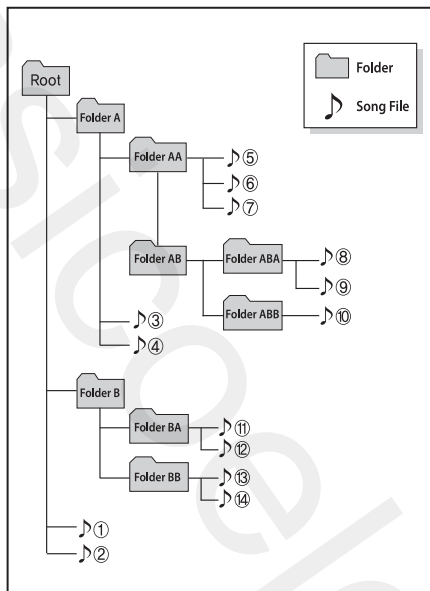 Root
Folder
Song File
Folder A
Folder AA
⑤
⑥
⑦
Folder AB
Folder ABA
⑧
⑨
Folder ABB
⑩
③
④
Folder B
Folder BA
⑪
⑫
Folder BB
⑬
⑭
①
②